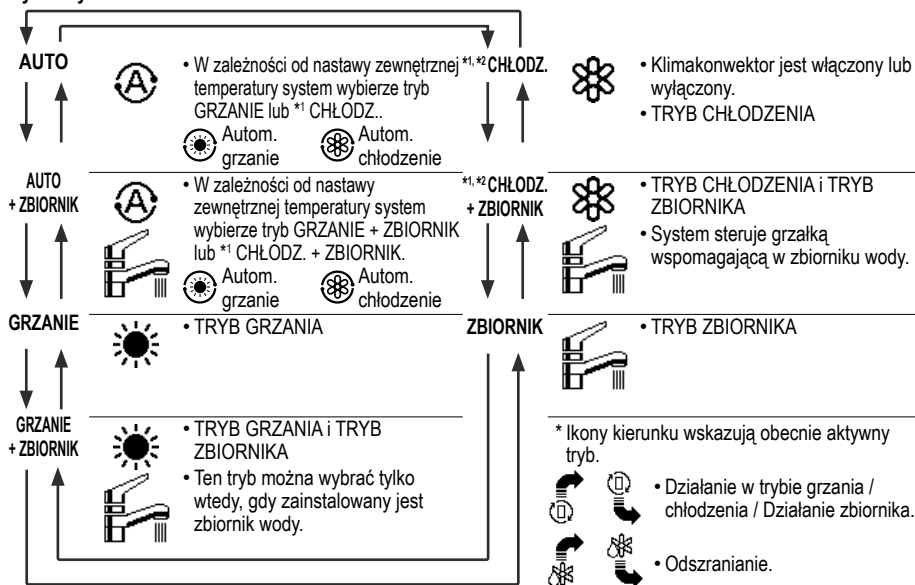 AUTO
• W zależności od nastawy zewnętrznej
temperatury system wybierze tryb
GRZANIE lub *1 CHŁODZ..
Autom.
grzanie
Autom.
chłodzenie
*1, *2 CHŁODZ.
• Klimakonwektor jest włączony lub
wyłączony.
• TRYB CHŁODZENIA
AUTO
+ ZBIORNIK
• W zależności od nastawy
zewnętrznej temperatury system
wybierze tryb GRZANIE + ZBIORNIK
lub *1 CHŁODZ. + ZBIORNIK.
Autom.
grzanie
Autom.
chłodzenie
*1, *2 CHŁODZ.
+ ZBIORNIK
• TRYB CHŁODZENIA i TRYB
ZBIORNIKA
• System steruje grzałką
wspomagającą w zbiorniku wody.
GRZANIE
• TRYB GRZANIA
ZBIORNIK
• TRYB ZBIORNIKA
GRZANIE
+ ZBIORNIK
• TRYB GRZANIA i TRYB
ZBIORNIKA
• Ten tryb można wybrać tylko
wtedy, gdy zainstalowany jest
zbiornik wody.
* Ikony kierunku wskazują obecnie aktywny
tryb.
• Działanie w trybie grzania /
chłodzenia / Działanie zbiornika.
• Odszranianie.